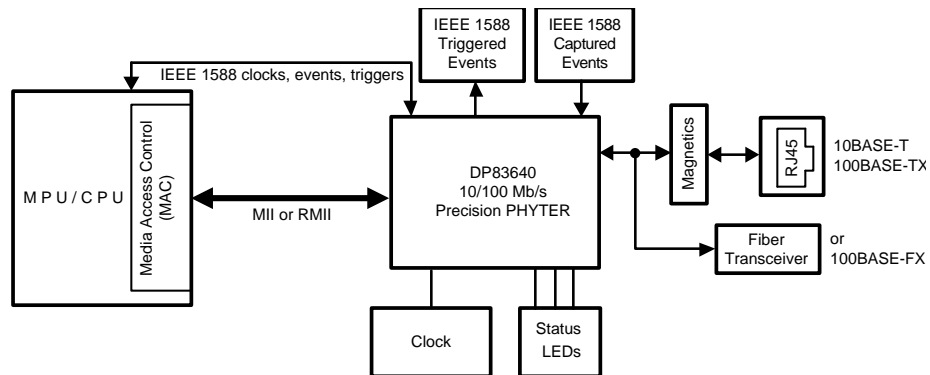 IEEE 1588
Triggered
Events
IEEE 1588
Captured
Events
IEEE 1588 clocks, events, triggers
MPU/CPU
Media Access Control
(MAC)
MII or RMII
DP83640
10/100 Mb/s
Precision PHYTER
Magnetics
RJ45
10BASE-T
100BASE-TX
Fiber
Transceiver
or
100BASE-FX
Clock
Status
LEDs